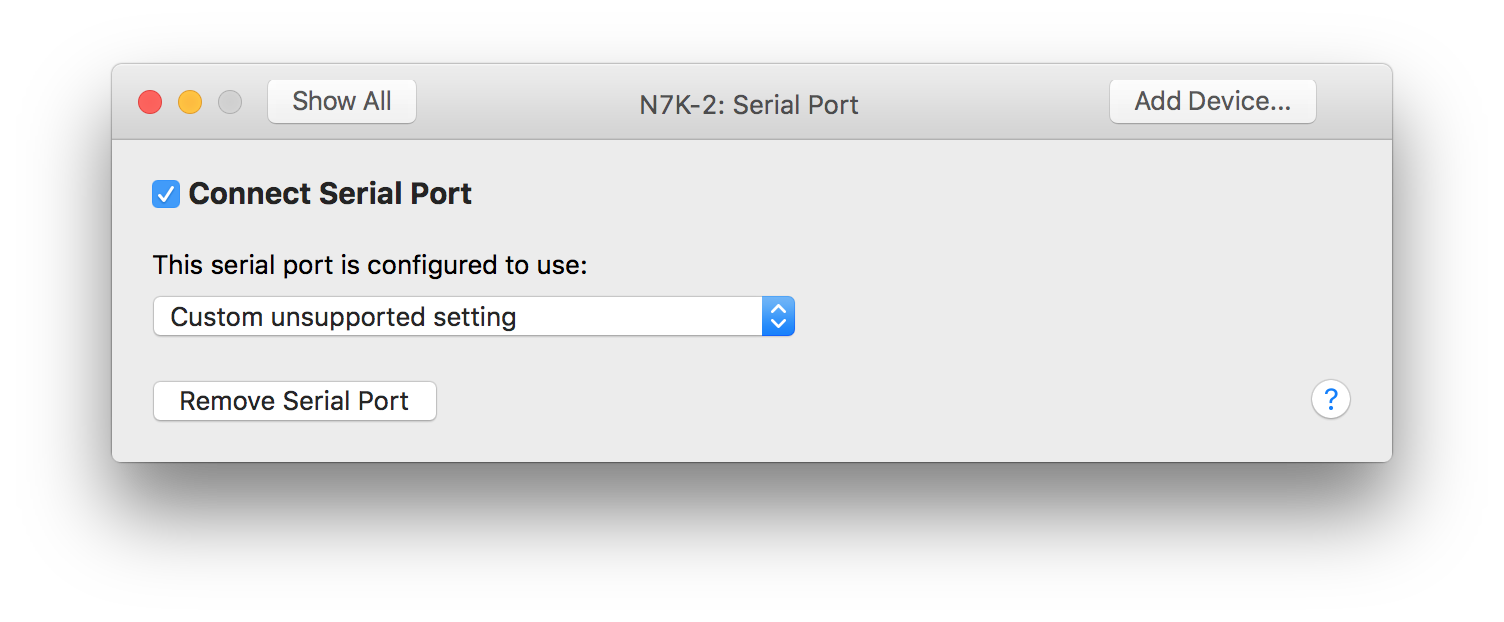 Show All
N7K-2: Serial Port
Add Device...
Connect Serial Port
This serial port is configured to use:
Custom unsupported setting
Remove Serial Port
?